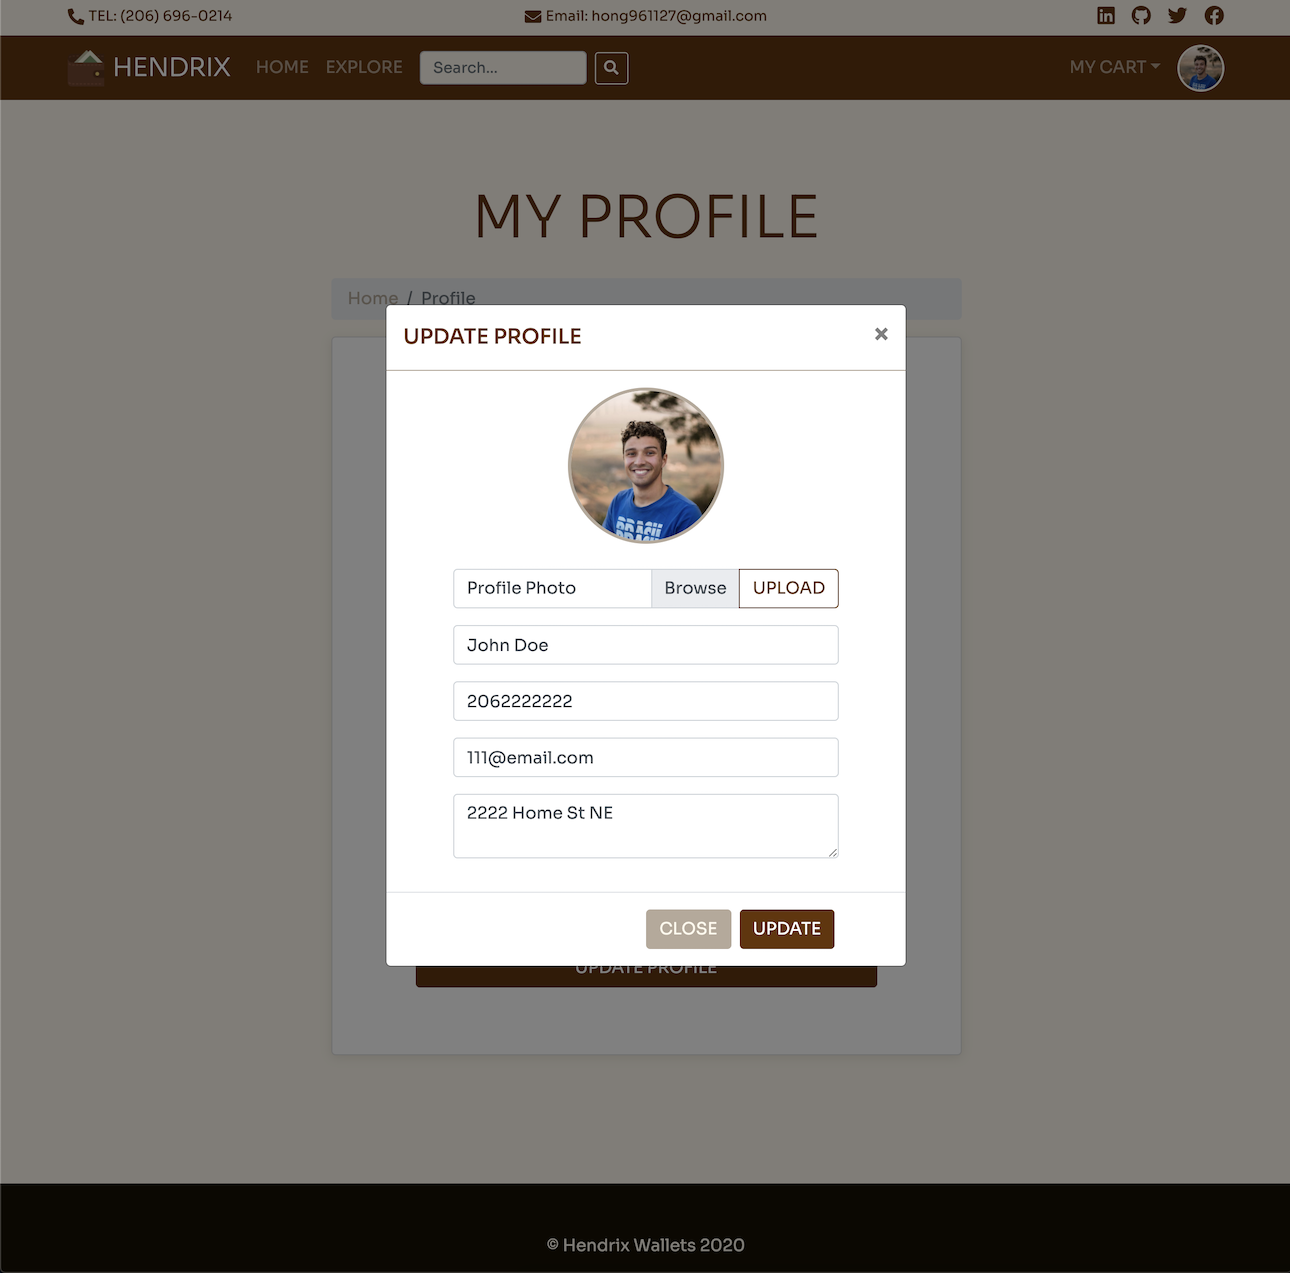 TEL: (206) 696-0214
Email: hong961127@gmail.com
HENDRIX
HOME
EXPLORE
Search...
MY CART
MY PROFILE
Home / Profile
UPDATE PROFILE
×
Profile Photo
Browse
UPLOAD
John Doe
2062222222
111@email.com
2222 Home St NE
CLOSE
UPDATE
UPDATE PROFILE
© Hendrix Wallets 2020